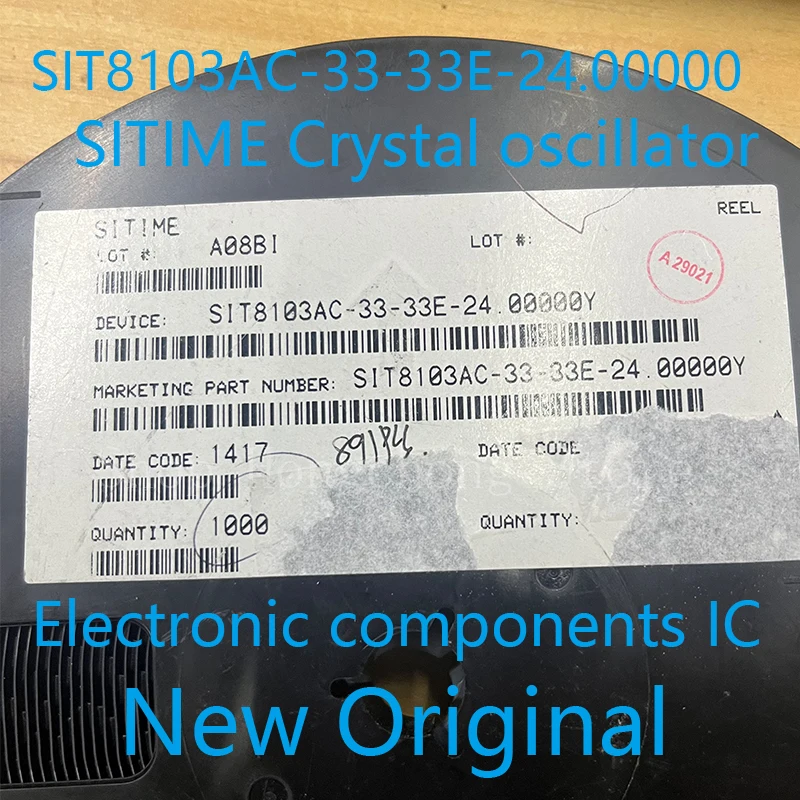 SIT8103AC-33-33E-24.00000
SITIME Crystal oscillator
REEL
SITIME
LOT #: A08BI LOT #:
A29021
DEVICE: SIT8103AC-33-33E-24.00000Y
MARKETING PART NUMBER: SIT8103AC-33-33E-24.00000Y
DATE CODE: 1417 DATE CODE
QUANTITY: 1000 QUANTITY:
Electronic components IC
New Original